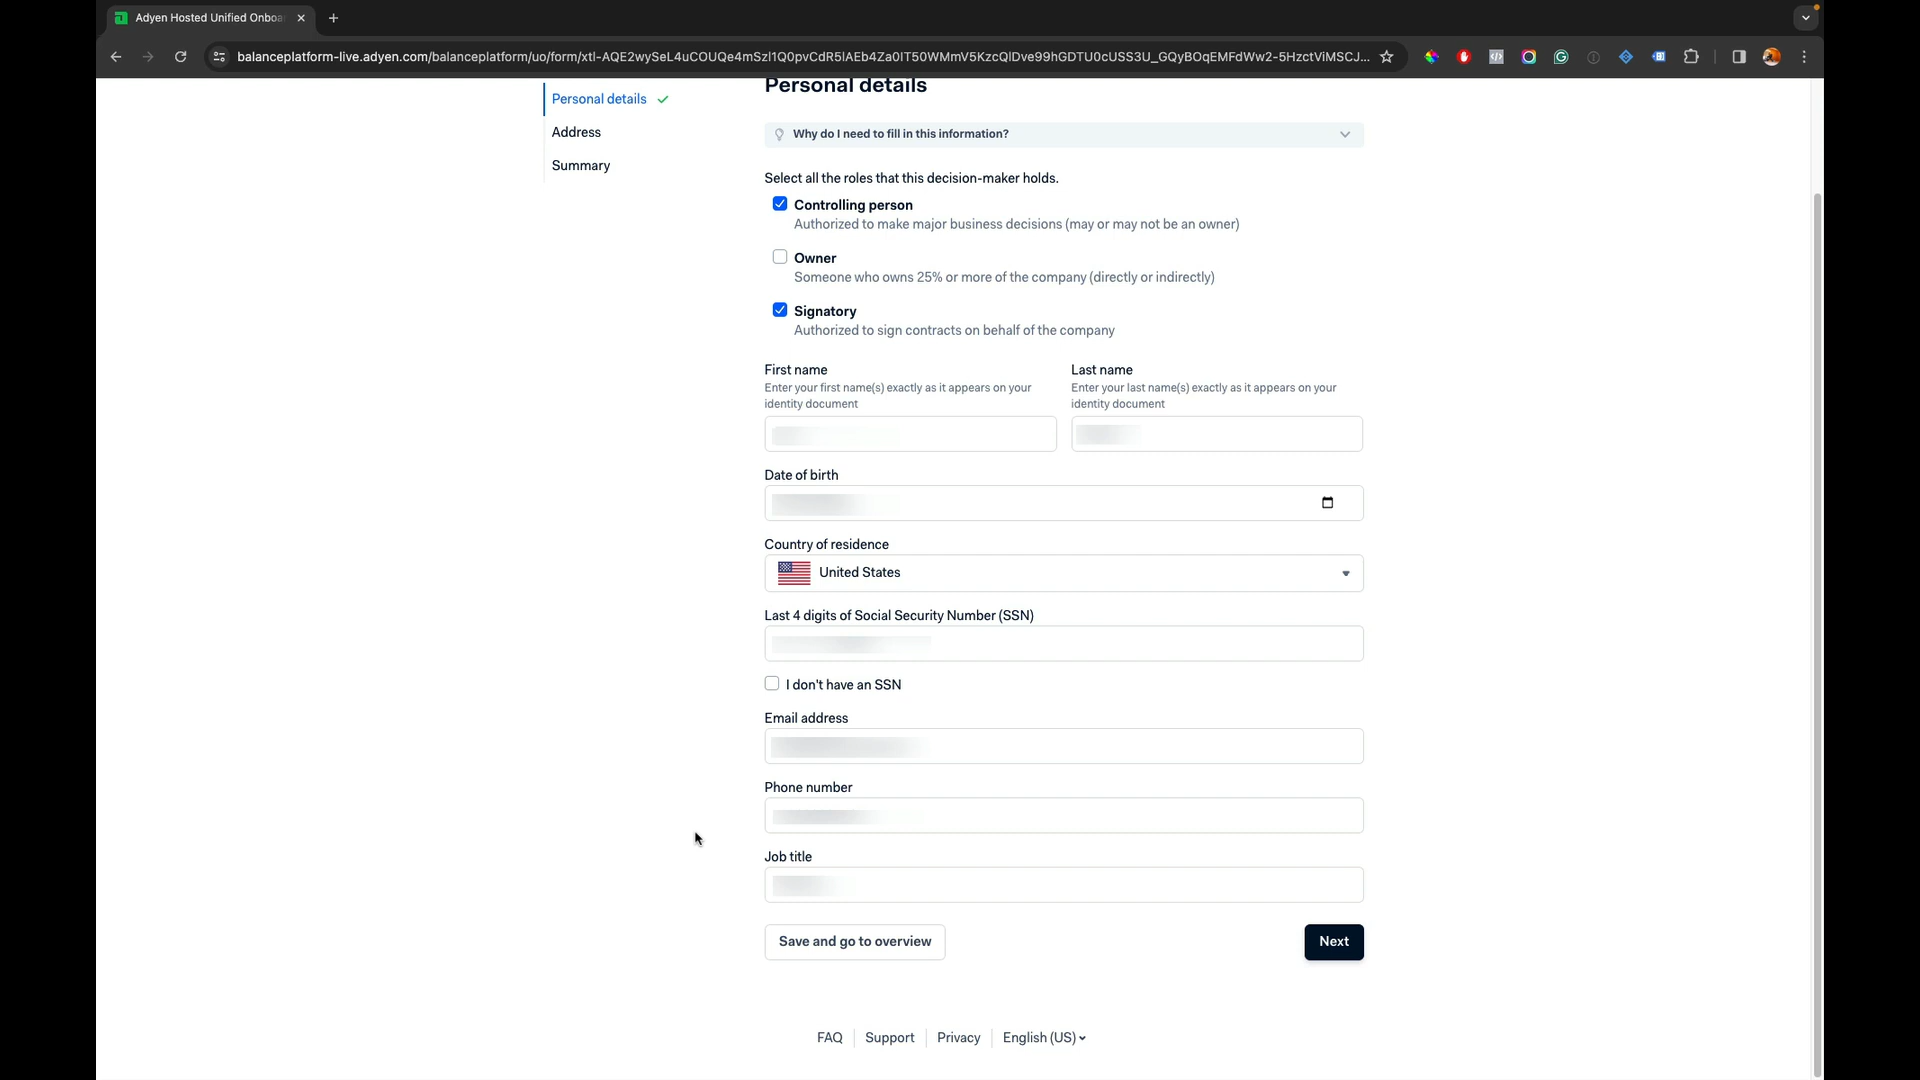 Adyen Hosted Unified Onboa
balanceplatform-live.adyen.com/balanceplatform/uo/form/xtl-AQE2wySeL4uCOUQe4mSzl1Q0pvCdR5lAEb4Za0IT50WMmV5KzcQlDve99hGDTU0cUSS3U_GQyBOqEMFdWw2-5HzctViMSCJ...
Personal details
Address
Summary
Personal details
Why do I need to fill in this information?
Select all the roles that this decision-maker holds.
Controlling person
Authorized to make major business decisions (may or may not be an owner)
Owner
Someone who owns 25% or more of the company (directly or indirectly)
Signatory
Authorized to sign contracts on behalf of the company
First name
Enter your first name(s) exactly as it appears on your
identity document
Last name
Enter your last name(s) exactly as it appears on your
identity document
Date of birth
Country of residence
United States
Last 4 digits of Social Security Number (SSN)
I don't have an SSN
Email address
Phone number
Job title
Save and go to overview
Next
FAQ
Support
Privacy
English (US)